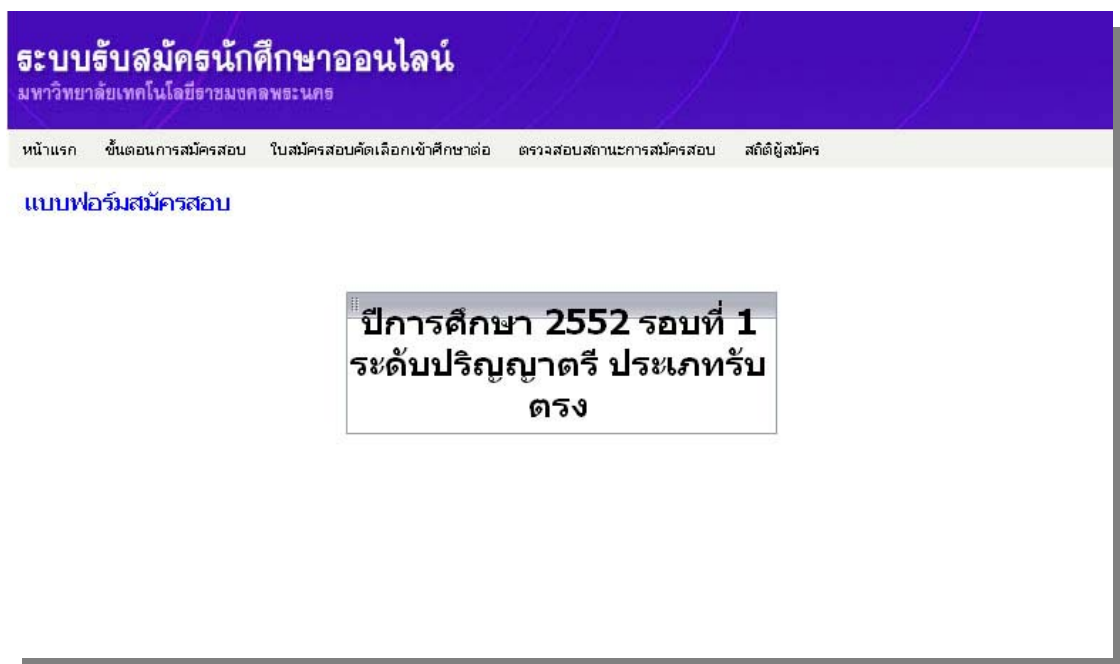 ระบบรับสมัครนักศึกษาออนไลน์
มหาวิทยาลัยเทคโนโลยีราชมงคลพระนคร
หน้าแรก ขั้นตอนการสมัครสอบ ใบสมัครสอบคัดเลือกเข้าศึกษาต่อ ตรวจสอบสถานะการสมัครสอบ สถิติผู้สมัคร
แบบฟอร์มสมัครสอบ
ปีการศึกษา 2552 รอบที่ 1
ระดับปริญญาตรี ประเภทรับ
ตรง